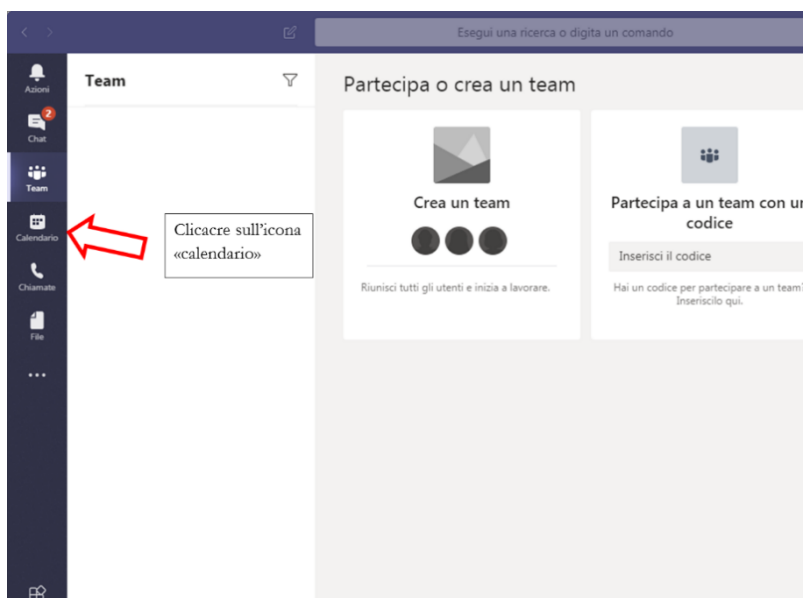 Esegui una ricerca o digita un comando
Azioni
2
Chat
Team
Calendario
Chiamate
File
Team
Clicacre sull’icona
«calendario»
Partecipa o crea un team
Crea un team
Riunisci tutti gli utenti e inizia a lavorare.
Partecipa a un team con un
codice
Inserisci il codice
Hai un codice per partecipare a un team?
Inseriscilo qui.